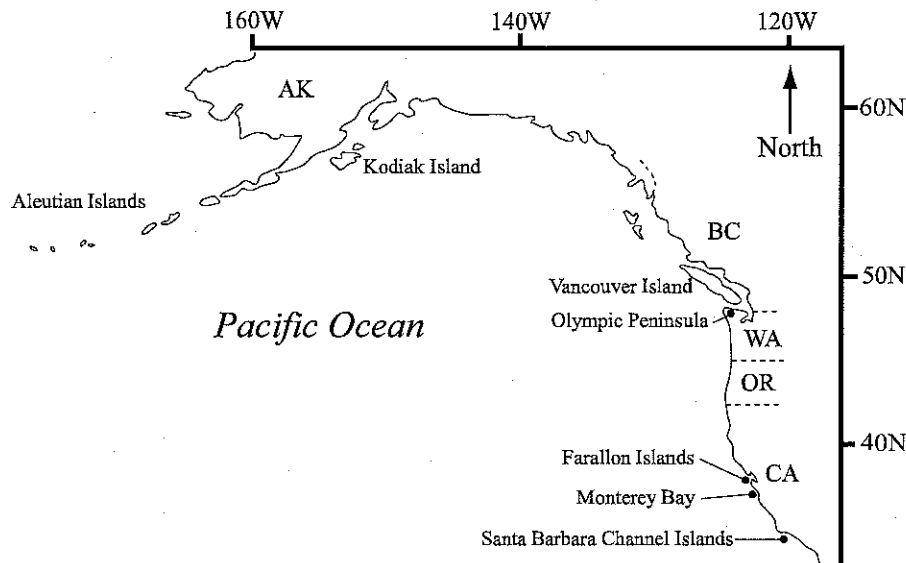 160W 140W 120W
AK
60N
North
Kodiak Island
Aleutian Islands
BC
50N
Vancouver Island
Pacific Ocean
Olympic Peninsula
WA
OR
40N
Farallon Islands
CA
Monterey Bay
Santa Barbara Channel Islands